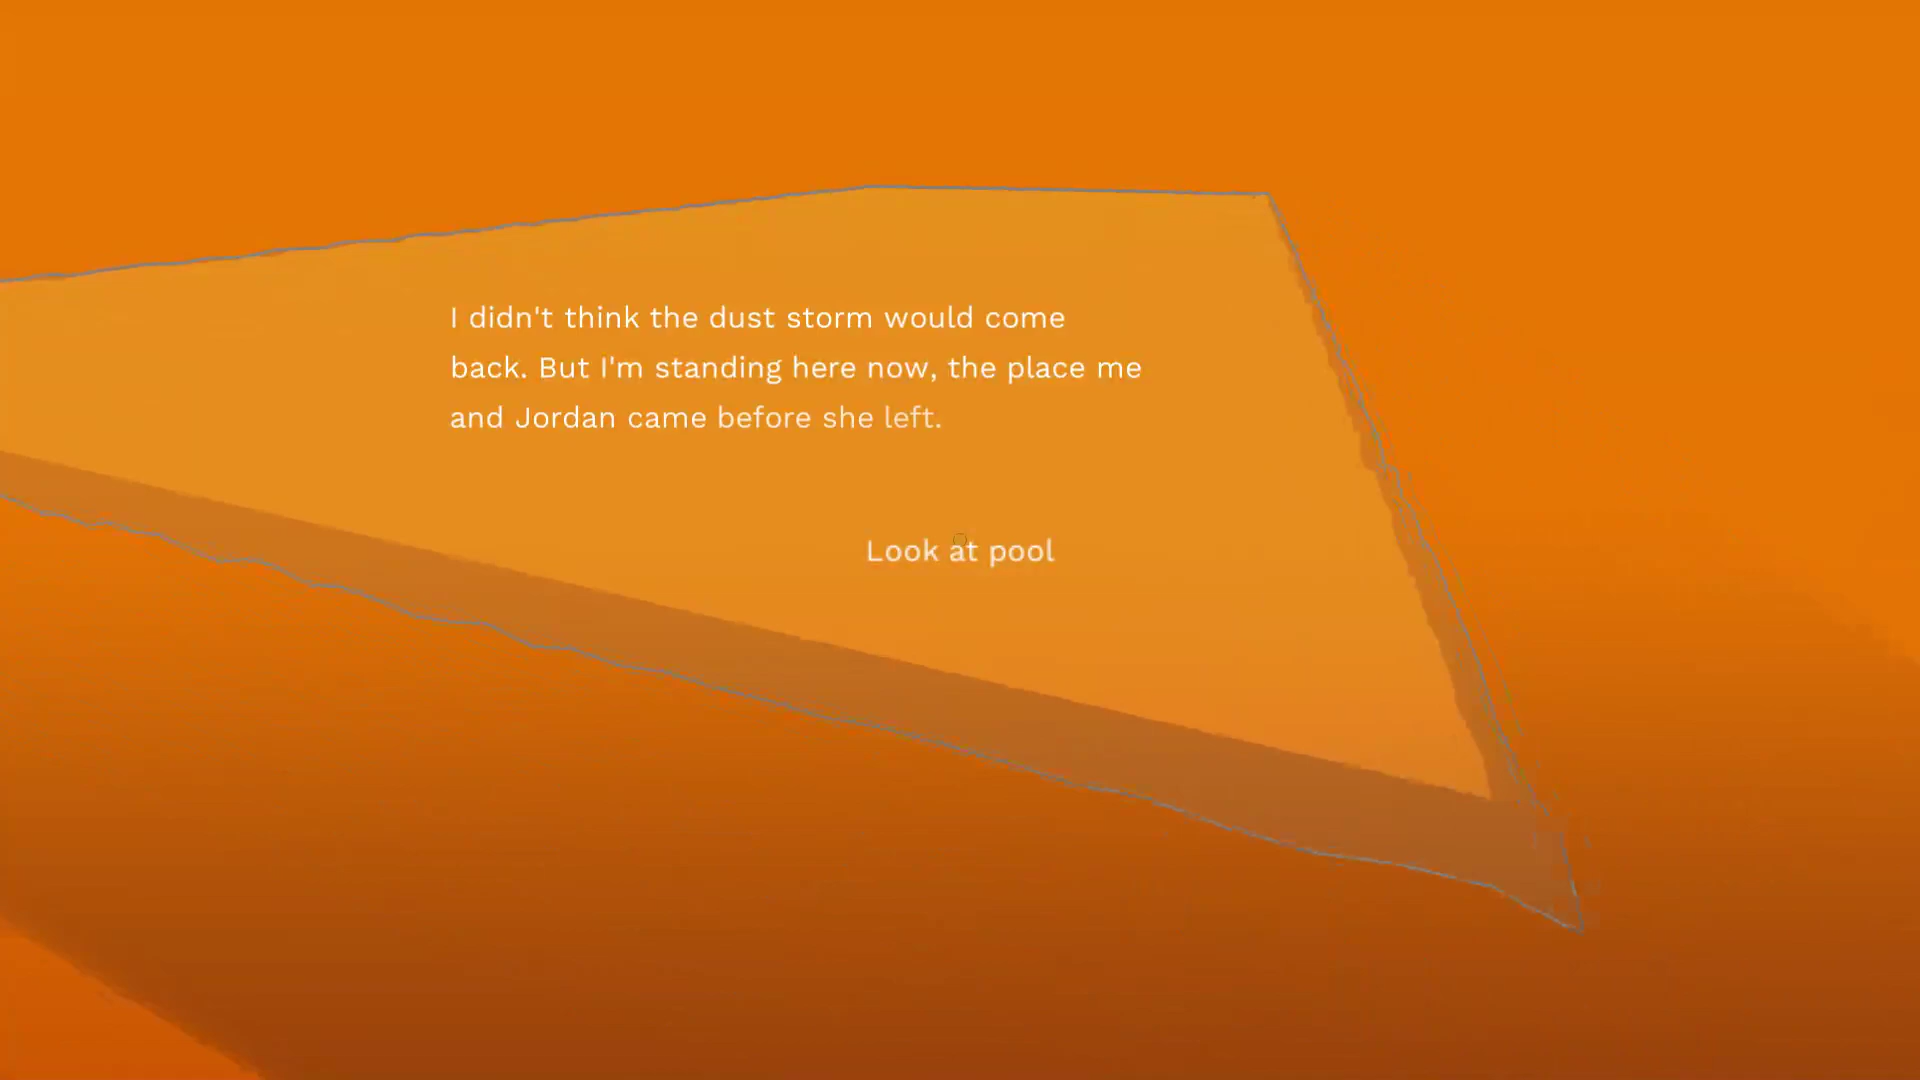 I didn't think the dust storm would come
back. But I'm standing here now, the place me
and Jordan came before she left.
Look at pool